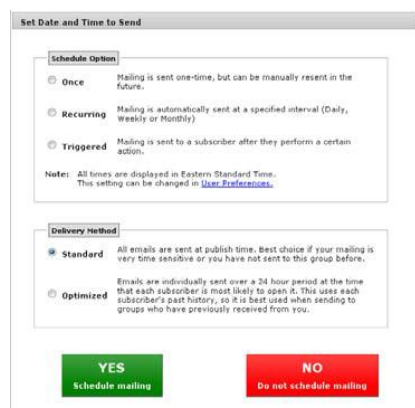 Set Date and Time to Send
Schedule Option
Once
Mailing is sent one-time, but can be manually resent in the
future.
Recurring
Mailing is automatically sent at a specified interval (Daily,
Weekly or Monthly)
Triggered
Mailing is sent to a subscriber after they perform a certain
action.
Note: All times are displayed in Eastern Standard Time.
This setting can be changed in User Preferences.
Delivery Method
Standard
All emails are sent at publish time. Best choice if your mailing is
very time sensitive or you have not sent to this group before.
Optimized
Emails are individually sent over a 24 hour period at the time
that each subscriber is most likely to open it. This uses each
subscriber's past history, so it is best used when sending to
groups who have previously received from you.
YES
Schedule mailing
NO
Do not schedule mailing